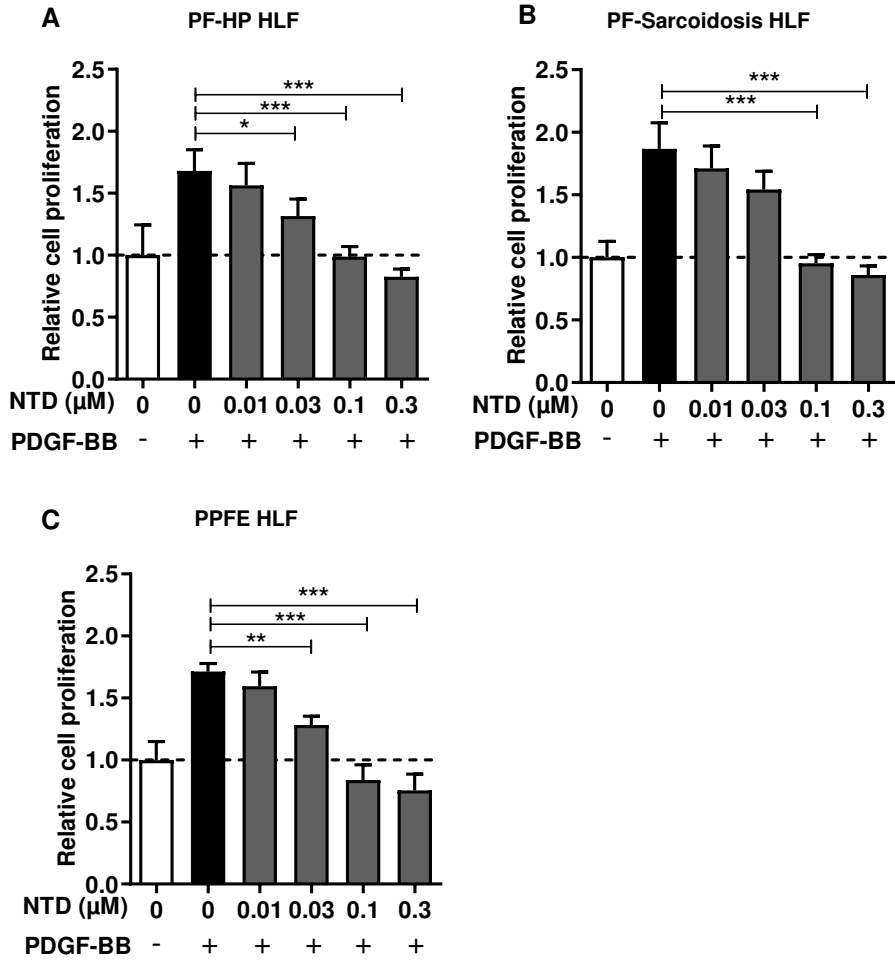 A
PF-HP HLF
Relative cell proliferation
2.5
2.0
1.5
1.0
0.5
0.0
***
***
*
NTD (µM) 0 0 0.01 0.03 0.1 0.3
PDGF-BB - + + + + +
B
PF-Sarcoidosis HLF
Relative cell proliferation
2.5
2.0
1.5
1.0
0.5
0.0
***
***
NTD (µM) 0 0 0.01 0.03 0.1 0.3
PDGF-BB - + + + + +
C
PPFE HLF
Relative cell proliferation
2.5
2.0
1.5
1.0
0.5
0.0
***
***
**
NTD (µM) 0 0 0.01 0.03 0.1 0.3
PDGF-BB - + + + + +